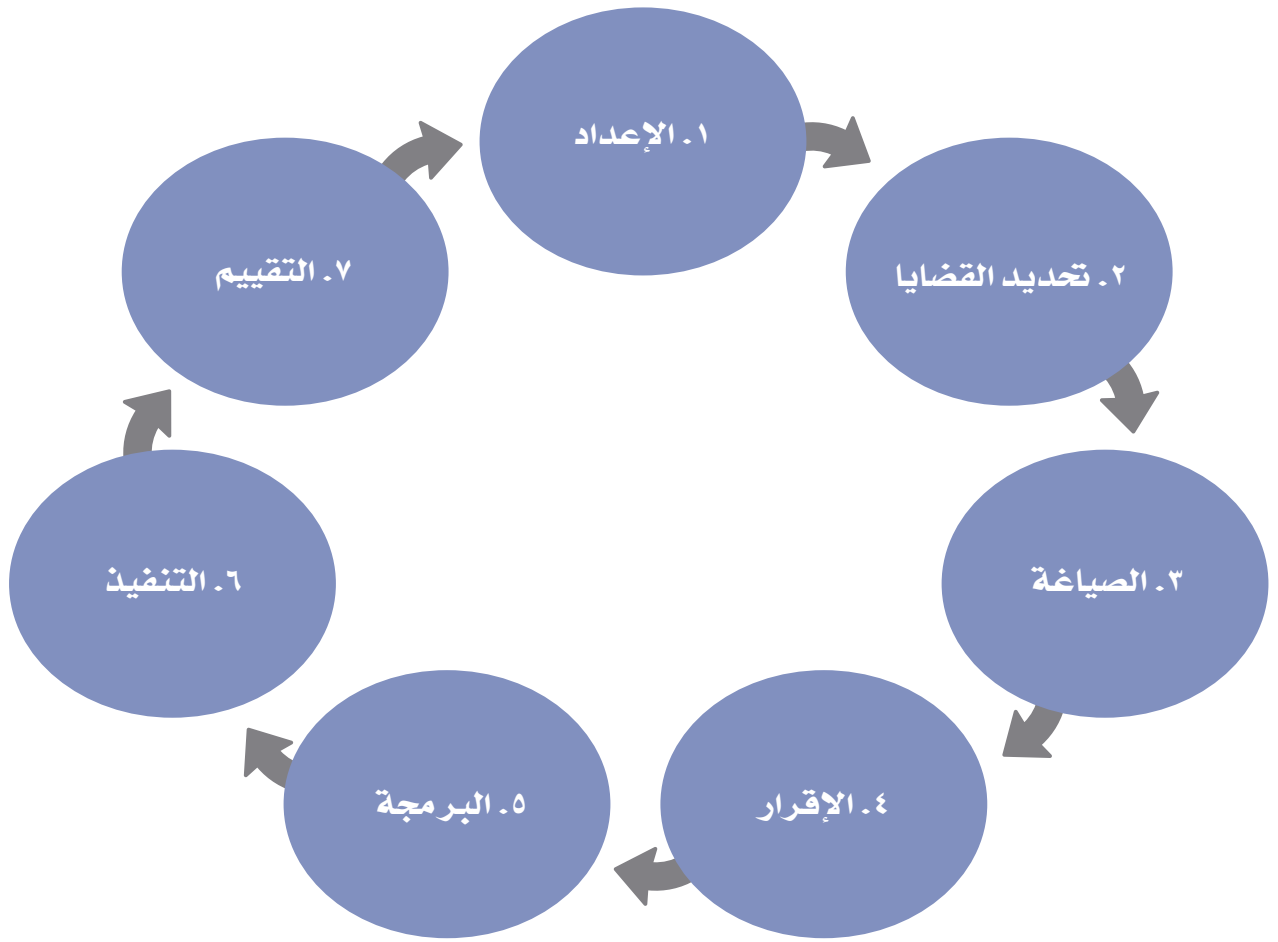 ١. الإعداد
٢. تحديد القضايا
٣. الصياغة
٤. الإقرار
٥. البرمجة
٦. التنفيذ
٧. التقييم